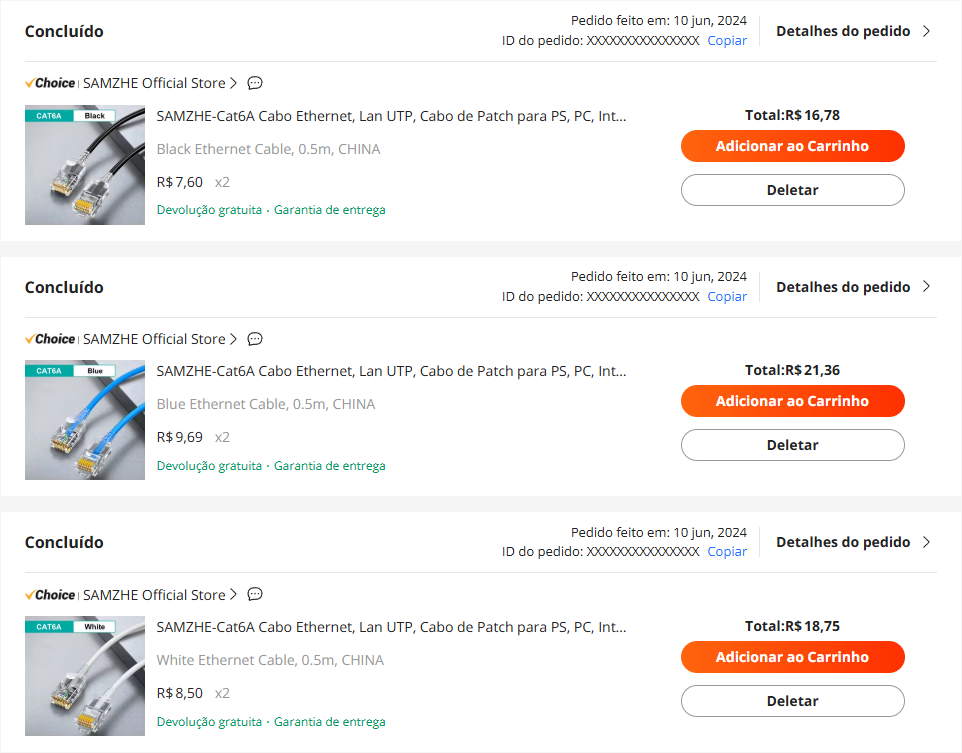 Concluído
Pedido feito em: 10 jun, 2024
ID do pedido: XXXXXXXXXXXXXXX Copiar
Detalhes do pedido
Choice SAMZHE Official Store
CAT6A Black
SAMZHE-Cat6A Cabo Ethernet, Lan UTP, Cabo de Patch para PS, PC, Int...
Black Ethernet Cable, 0.5m, CHINA
R$7,60 x2
Devolução gratuita · Garantia de entrega
Total:R$16,78
Adicionar ao Carrinho
Deletar
Concluído
Pedido feito em: 10 jun, 2024
ID do pedido: XXXXXXXXXXXXXXX Copiar
Detalhes do pedido
Choice SAMZHE Official Store
CAT6A Blue
SAMZHE-Cat6A Cabo Ethernet, Lan UTP, Cabo de Patch para PS, PC, Int...
Blue Ethernet Cable, 0.5m, CHINA
R$9,69 x2
Devolução gratuita · Garantia de entrega
Total:R$21,36
Adicionar ao Carrinho
Deletar
Concluído
Pedido feito em: 10 jun, 2024
ID do pedido: XXXXXXXXXXXXXXX Copiar
Detalhes do pedido
Choice SAMZHE Official Store
CAT6A White
SAMZHE-Cat6A Cabo Ethernet, Lan UTP, Cabo de Patch para PS, PC, Int...
White Ethernet Cable, 0.5m, CHINA
R$8,50 x2
Devolução gratuita · Garantia de entrega
Total:R$18,75
Adicionar ao Carrinho
Deletar